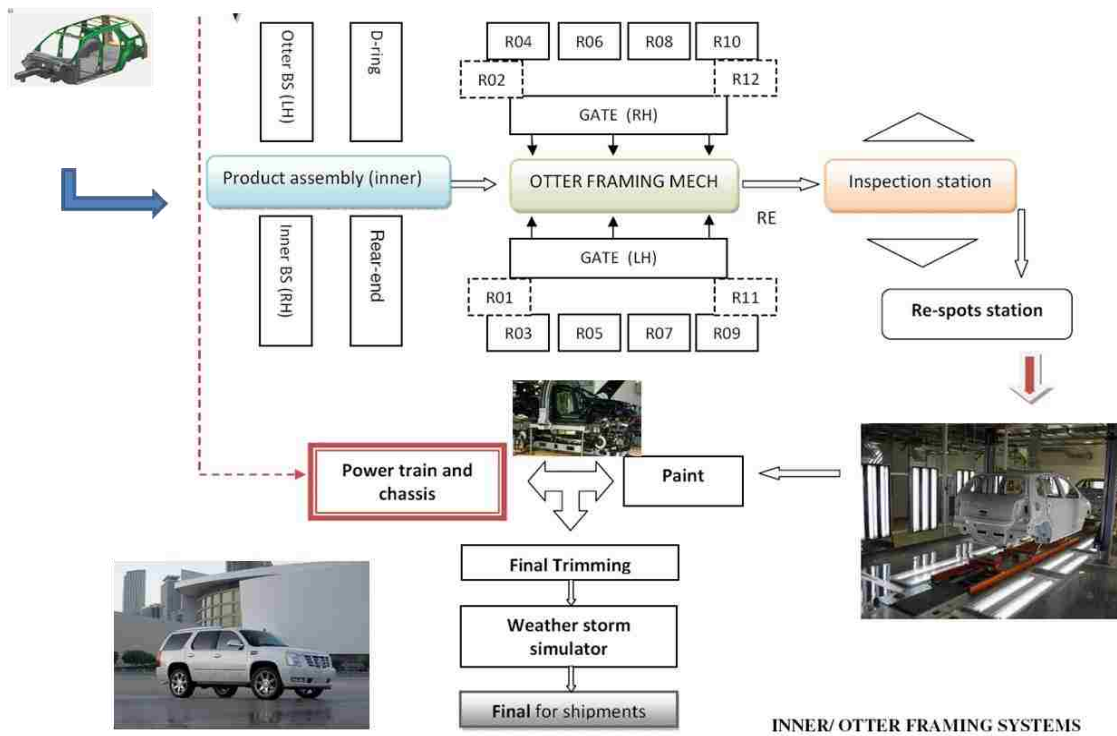 Otter BS (LH)
D-ring
R04
R06
R08
R10
R02
R12
GATE (RH)
Product assembly (inner)
OTTER FRAMING MECH
Inspection station
RE
Inner BS (RH)
Rear-end
GATE (LH)
R01
R11
R03
R05
R07
R09
Re-spots station
Power train and
chassis
Paint
Final Trimming
Weather storm
simulator
Final for shipments
INNER/ OTTER FRAMING SYSTEMS